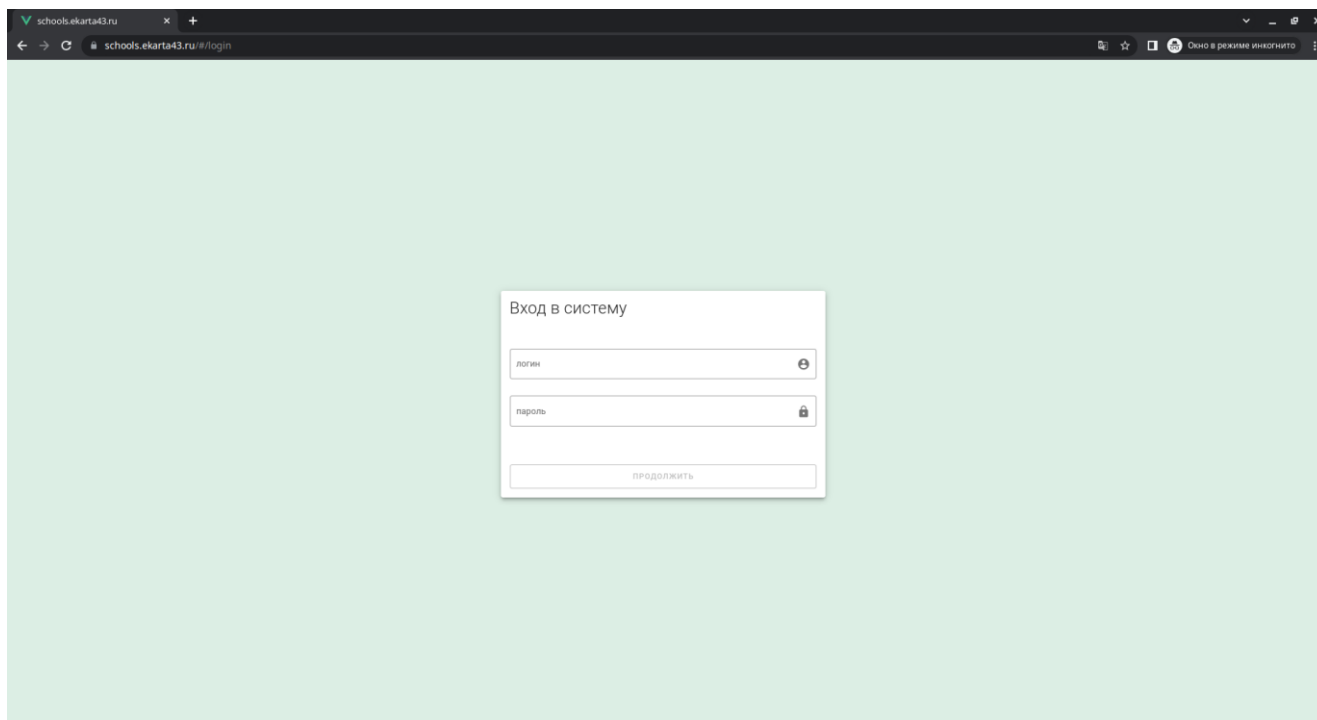 schools.ekarta43.ru
schools.ekarta43.ru/#/login
Окно в режиме инкогнито
Вход в систему
логин
пароль
ПРОДОЛЖИТЬ